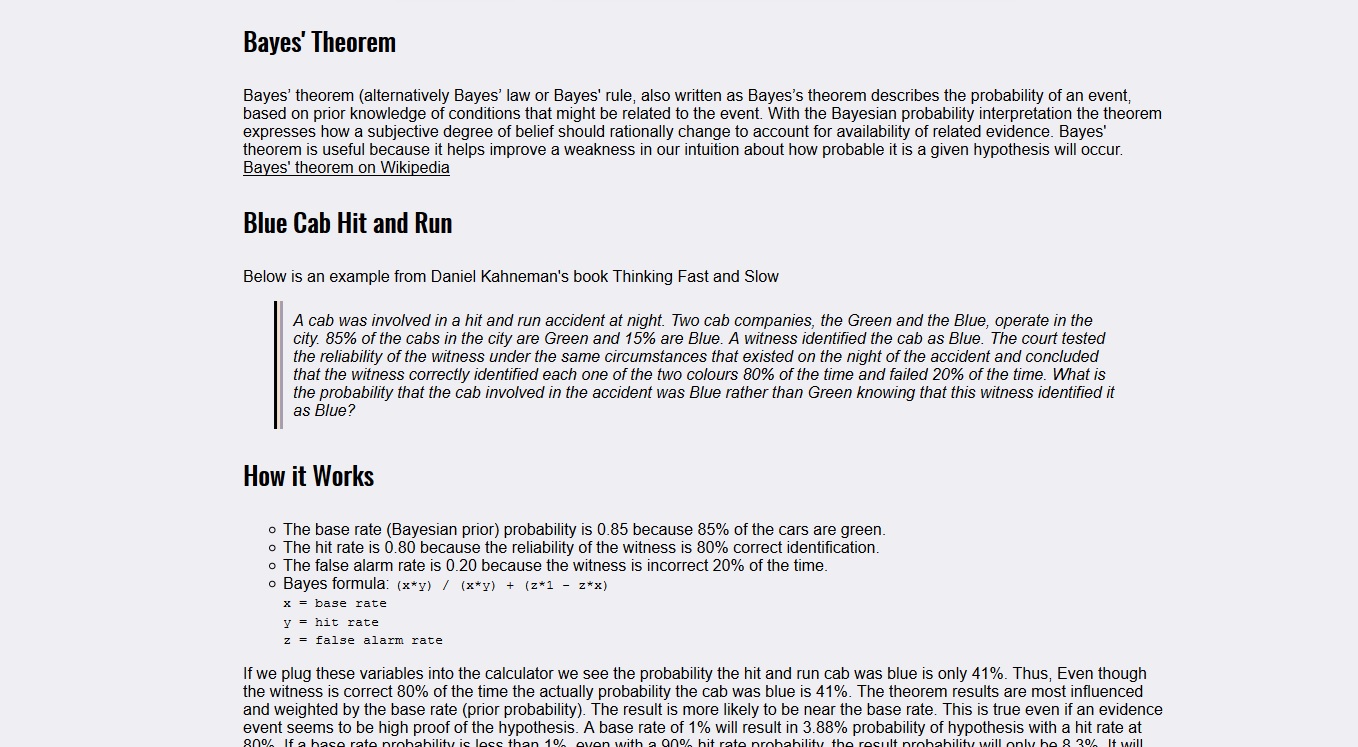 Bayes' Theorem
Bayes’ theorem (alternatively Bayes’ law or Bayes' rule, also written as Bayes’s theorem describes the probability of an event,
based on prior knowledge of conditions that might be related to the event. With the Bayesian probability interpretation the theorem
expresses how a subjective degree of belief should rationally change to account for availability of related evidence. Bayes'
theorem is useful because it helps improve a weakness in our intuition about how probable it is a given hypothesis will occur.
Bayes' theorem on Wikipedia
Blue Cab Hit and Run
Below is an example from Daniel Kahneman's book Thinking Fast and Slow
A cab was involved in a hit and run accident at night. Two cab companies, the Green and the Blue, operate in the
city. 85% of the cabs in the city are Green and 15% are Blue. A witness identified the cab as Blue. The court tested
the reliability of the witness under the same circumstances that existed on the night of the accident and concluded
that the witness correctly identified each one of the two colours 80% of the time and failed 20% of the time. What is
the probability that the cab involved in the accident was Blue rather than Green knowing that this witness identified it
as Blue?
How it Works
The base rate (Bayesian prior) probability is 0.85 because 85% of the cars are green.
The hit rate is 0.80 because the reliability of the witness is 80% correct identification.
The false alarm rate is 0.20 because the witness is incorrect 20% of the time.
Bayes formula: (x*y) / (x*y) + (z*1 - z*x)
x = base rate
y = hit rate
z = false alarm rate
If we plug these variables into the calculator we see the probability the hit and run cab was blue is only 41%. Thus, Even though
the witness is correct 80% of the time the actually probability the cab was blue is 41%. The theorem results are most influenced
and weighted by the base rate (prior probability). The result is more likely to be near the base rate. This is true even if an evidence
event seems to be high proof of the hypothesis. A base rate of 1% will result in 3.88% probability of hypothesis with a hit rate at
80%. If a base rate probability is less than 1%, even with a 90% hit rate probability, the result probability will only be 8.3%. It will